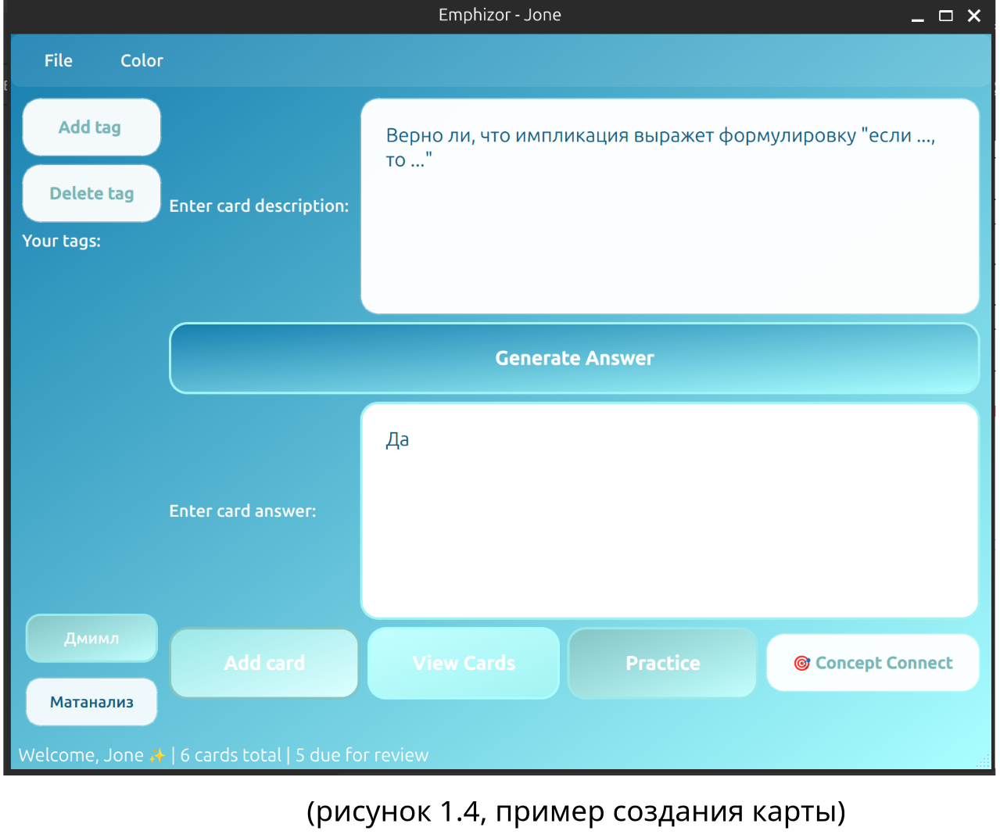 Emphizor - Jone
File
Color
Add tag
Delete tag
Your tags:
Enter card description:
Верно ли, что импликация выражет формулировку "если ...,
то ..."
Generate Answer
Enter card answer:
Да
Дмимл
Матанализ
Add card
View Cards
Practice
🎯 Concept Connect
Welcome, Jone ✨ | 6 cards total | 5 due for review
(рисунок 1.4, пример создания карты)